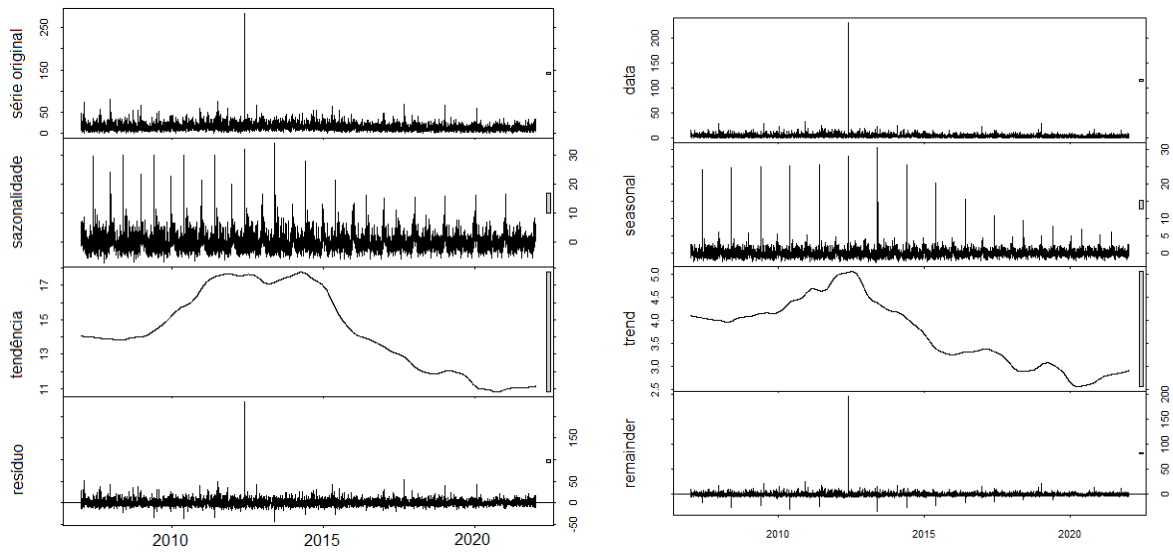 série original
0 50 150 250
sazonalidade
0 10 20 30
tendência
11 13 15 17
resíduo
-50 0 50 150
2010 2015 2020
data
0 50 100 150 200
seasonal
0 5 10 20 30
trend
2.5 3.0 3.5 4.0 4.5 5.0
remainder
0 50 100 150 200
2010 2015 2020